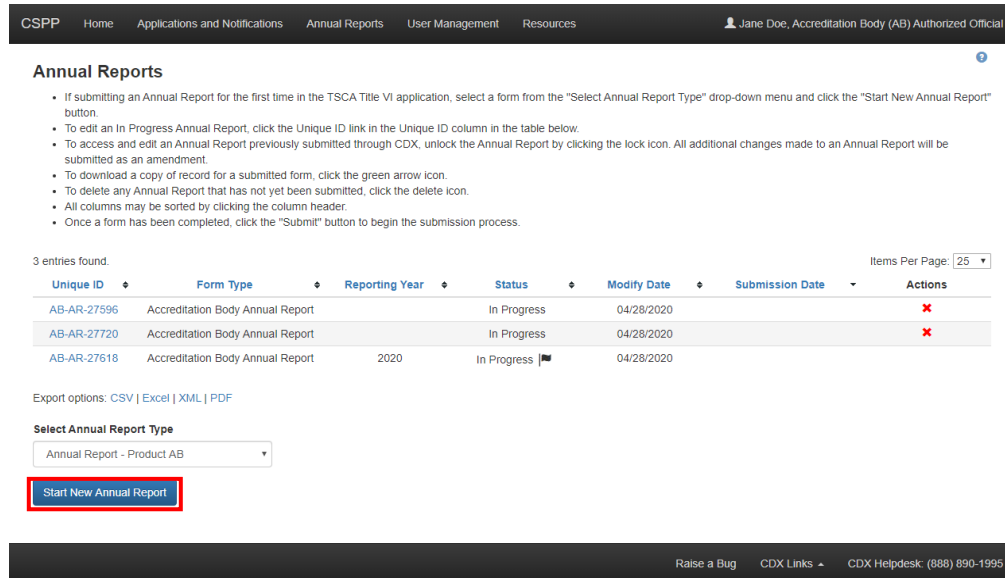 CSPP Home Applications and Notifications Annual Reports User Management Resources Jane Doe, Accreditation Body (AB) Authorized Official
Annual Reports
• If submitting an Annual Report for the first time in the TSCA Title VI application, select a form from the "Select Annual Report Type" drop-down menu and click the "Start New Annual Report"
button.
• To edit an In Progress Annual Report, click the Unique ID link in the Unique ID column in the table below.
• To access and edit an Annual Report previously submitted through CDX, unlock the Annual Report by clicking the lock icon. All additional changes made to an Annual Report will be
submitted as an amendment.
• To download a copy of record for a submitted form, click the green arrow icon.
• To delete any Annual Report that has not yet been submitted, click the delete icon.
• All columns may be sorted by clicking the column header.
• Once a form has been completed, click the "Submit" button to begin the submission process.
3 entries found. Items Per Page: 25
Unique ID Form Type Reporting Year Status Modify Date Submission Date Actions
AB-AR-27596 Accreditation Body Annual Report In Progress 04/28/2020
AB-AR-27720 Accreditation Body Annual Report In Progress 04/28/2020
AB-AR-27618 Accreditation Body Annual Report 2020 In Progress 04/28/2020
Export options: CSV | Excel | XML | PDF
Select Annual Report Type
Annual Report - Product AB
Start New Annual Report
Raise a Bug CDX Links CDX Helpdesk: (888) 890-1995